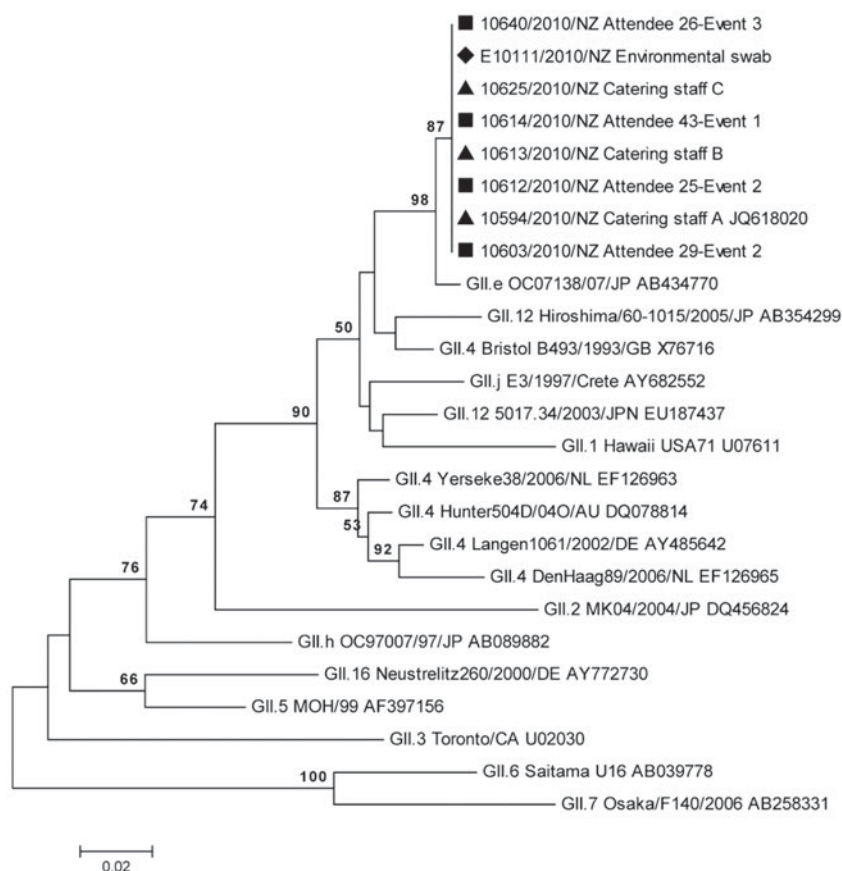 10640/2010/NZ Attendee 26-Event 3
E10111/2010/NZ Environmental swab
10625/2010/NZ Catering staff C
87
10614/2010/NZ Attendee 43-Event 1
10613/2010/NZ Catering staff B
10612/2010/NZ Attendee 25-Event 2
98
10594/2010/NZ Catering staff A JQ618020
10603/2010/NZ Attendee 29-Event 2
GII.e OC07138/07/JP AB434770
GII.12 Hiroshima/60-1015/2005/JP AB354299
50
GII.4 Bristol B493/1993/GB X76716
GII.j E3/1997/Crete AY682552
90
GII.12 5017.34/2003/JPN EU187437
GII.1 Hawaii USA71 U07611
GII.4 Yerseke38/2006/NL EF126963
87
74
GII.4 Hunter504D/04O/AU DQ078814
53
GII.4 Langen1061/2002/DE AY485642
92
76
GII.4 DenHaag89/2006/NL EF126965
GII.2 MK04/2004/JP DQ456824
GII.h OC97007/97/JP AB089882
GII.16 Neustrelitz260/2000/DE AY772730
66
GII.5 MOH/99 AF397156
GII.3 Toronto/CA U02030
GII.6 Saitama U16 AB039778
100
GII.7 Osaka/F140/2006 AB258331
0.02